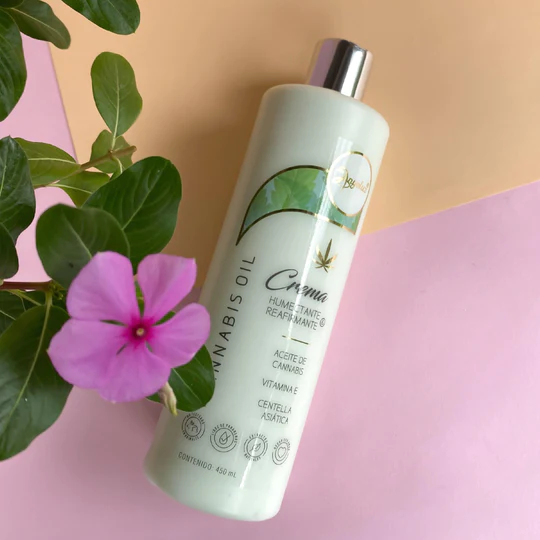 CANNABIS OIL
Crema
HUMECTANTE
REAFIRMANTE
ACEITE DE
CANNABIS
VITAMINA E
CENTELLA
ASIÁTICA
CONTENIDO: 450 mL